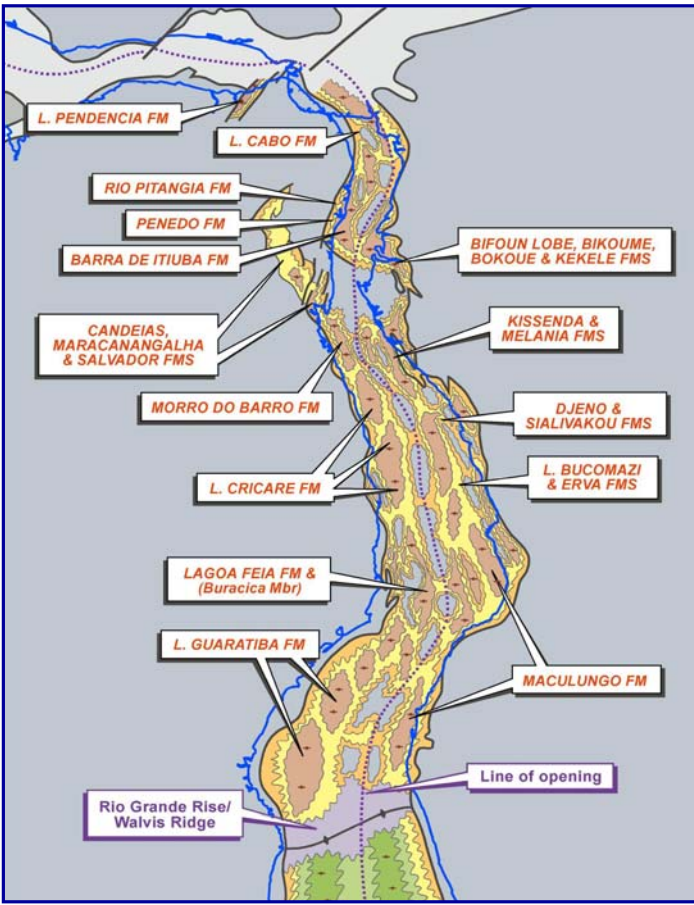 L. PENDENCIA FM
L. CABO FM
RIO PITANGIA FM
PENEDO FM
BARRA DE ITIUBA FM
BIFOUN LOBE, BIKOUME,
BOKOUE & KEKELE FMS
CANDEIAS,
MARACANANGALHA
& SALVADOR FMS
KISSENDA &
MELANIA FMS
MORRO DO BARRO FM
DJENO &
SIALIVAKOU FMS
L. CRICARE FM
L. BUCOMAZI
& ERVA FMS
LAGOA FEIA FM &
(Buracica Mbr)
L. GUARATIBA FM
MACULUNGO FM
Line of opening
Rio Grande Rise/
Walvis Ridge